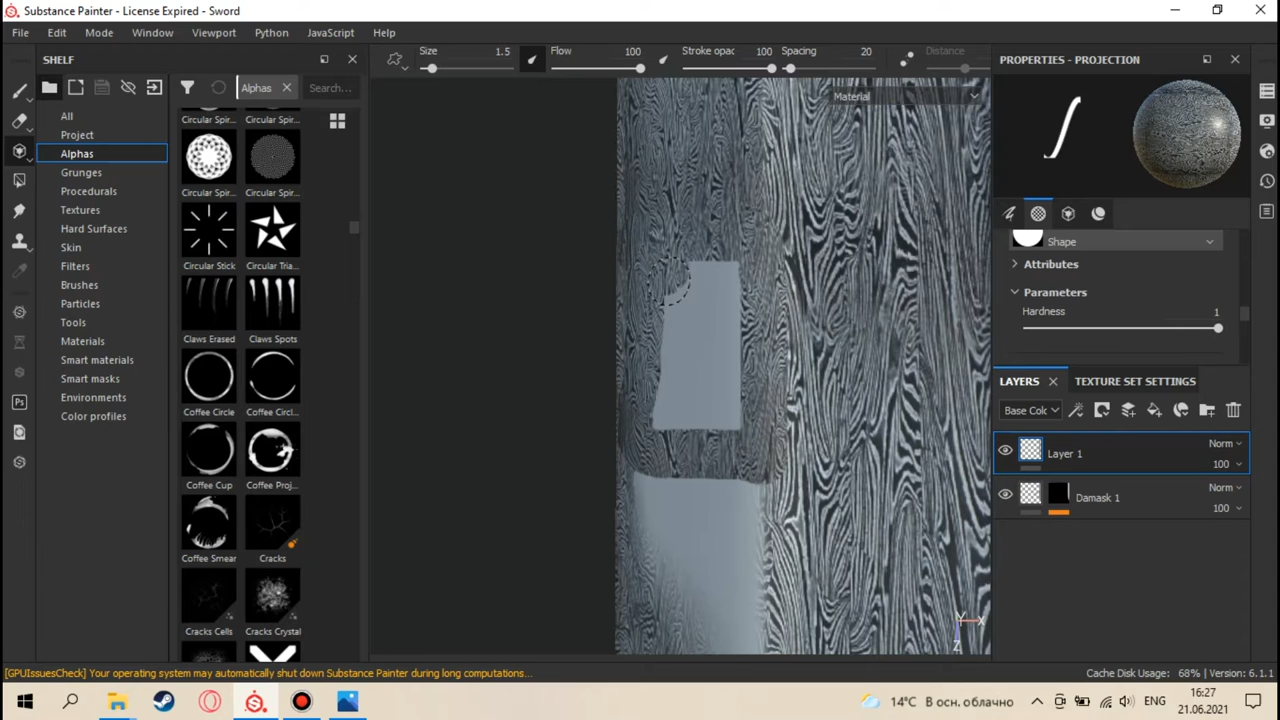 Substance Painter - License Expired - Sword
File Edit Mode Window Viewport Python JavaScript Help
SHELF
Size 1.5 Flow 100 Stroke opac 100 Spacing 20 Distance
PROPERTIES - PROJECTION
Alphas
Search...
Material
All
Project
Alphas
Grunges
Procedurals
Textures
Hard Surfaces
Skin
Filters
Brushes
Particles
Tools
Materials
Smart materials
Smart masks
Environments
Color profiles
Circular Spir... Circular Spir...
Circular Spir... Circular Spir...
Circular Stick Circular Tria...
Claws Erased Claws Spots
Coffee Circle Coffee Circl...
Coffee Cup Coffee Proj...
Coffee Smear Cracks
Cracks Cells Cracks Crystal
Shape
Attributes
Parameters
Hardness 1
LAYERS TEXTURE SET SETTINGS
Base Col
Norm
Layer 1
100
Norm
Damask 1
100
Y
X
Z
Ps
[GPUIssuesCheck] Your operating system may automatically shut down Substance Painter during long computations...
Cache Disk Usage: 68% | Version: 6.1.1
14°C В осн. облачно
ENG
16:27
21.06.2021